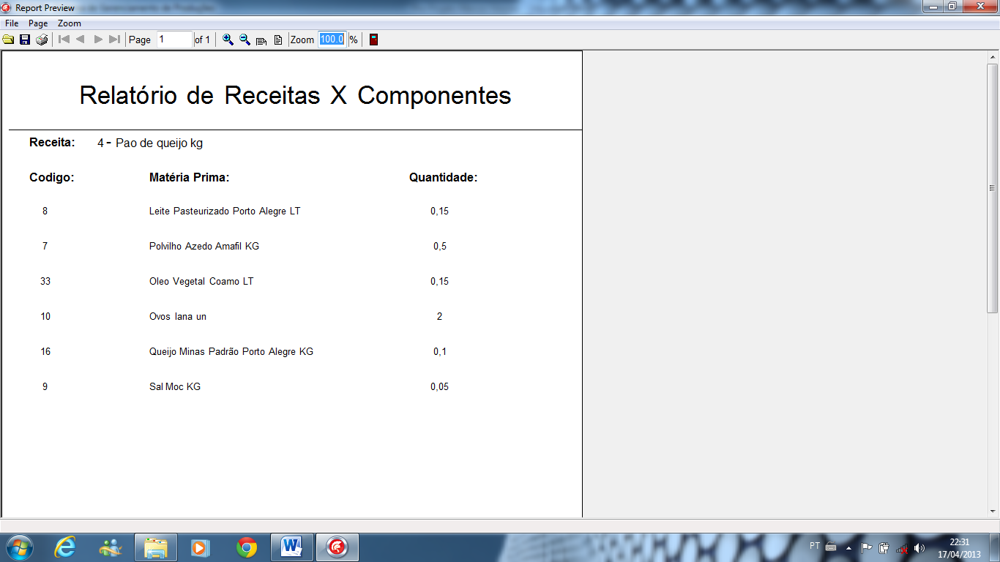 Report Preview
File Page Zoom
Page 1 of 1 Zoom 100.0 %
Relatório de Receitas X Componentes
Receita: 4 - Pao de queijo kg
Codigo: Matéria Prima: Quantidade:
8 Leite Pasteurizado Porto Alegre LT 0,15
7 Polvilho Azedo Amafil KG 0,5
33 Oleo Vegetal Coamo LT 0,15
10 Ovos Iana un 2
16 Queijo Minas Padrão Porto Alegre KG 0,1
9 Sal Moc KG 0,05
PT 22:31
17/04/2013